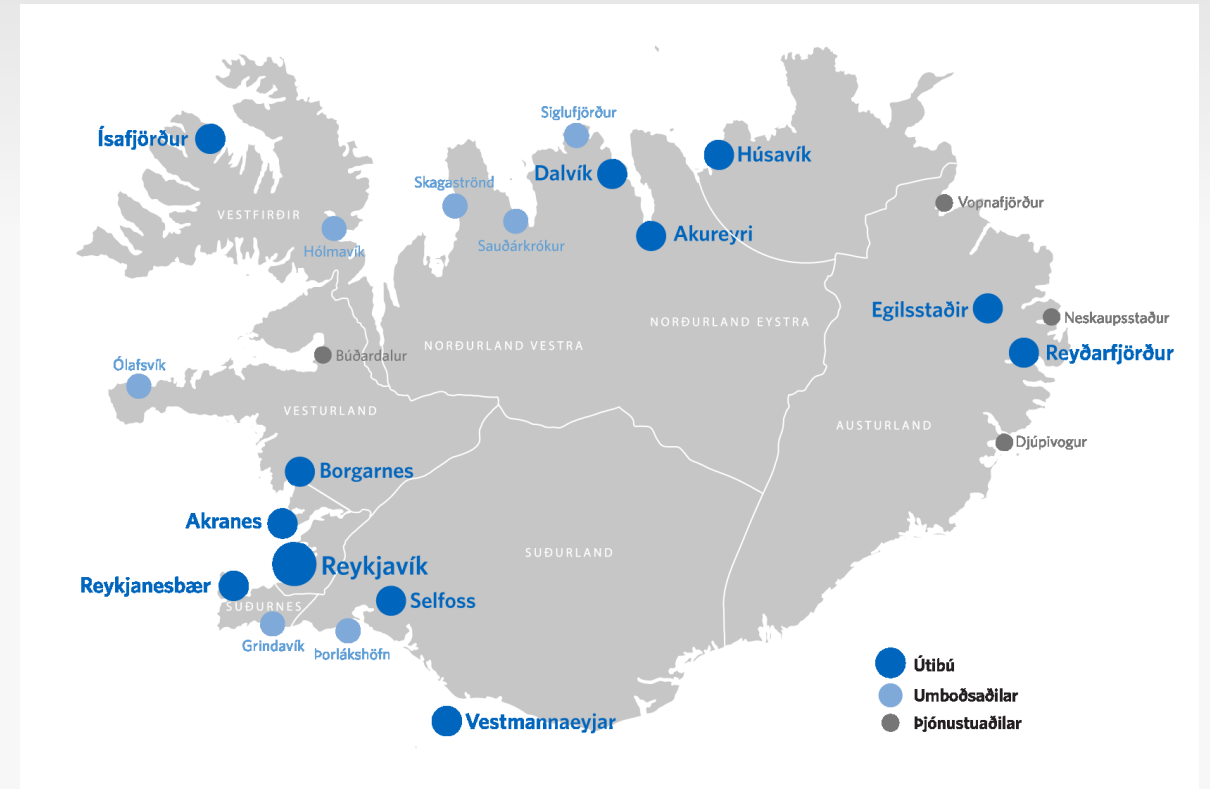 Siglufjörður
Ísafjörður
Húsavík
Dalvík
Skagaströnd
Vopnafjörður
VESTFIRÐIR
Akureyri
Sauðárkrókur
Hólmavík
Egilsstaðir
Neskaupsstaður
NORÐURLAND EYSTRA
NORÐURLAND VESTRA
Reyðarfjörður
Búðardalur
Ólafsvík
VESTURLAND
AUSTURLAND
Djúpivogur
Borgarnes
Akranes
SUÐURLAND
Reykjavík
Reykjanesbær
Selfoss
SUÐURNES
Grindavík
Þorlákshöfn
Vestmannaeyjar
Útibú
Umboðsaðilar
Þjónustuaðilar